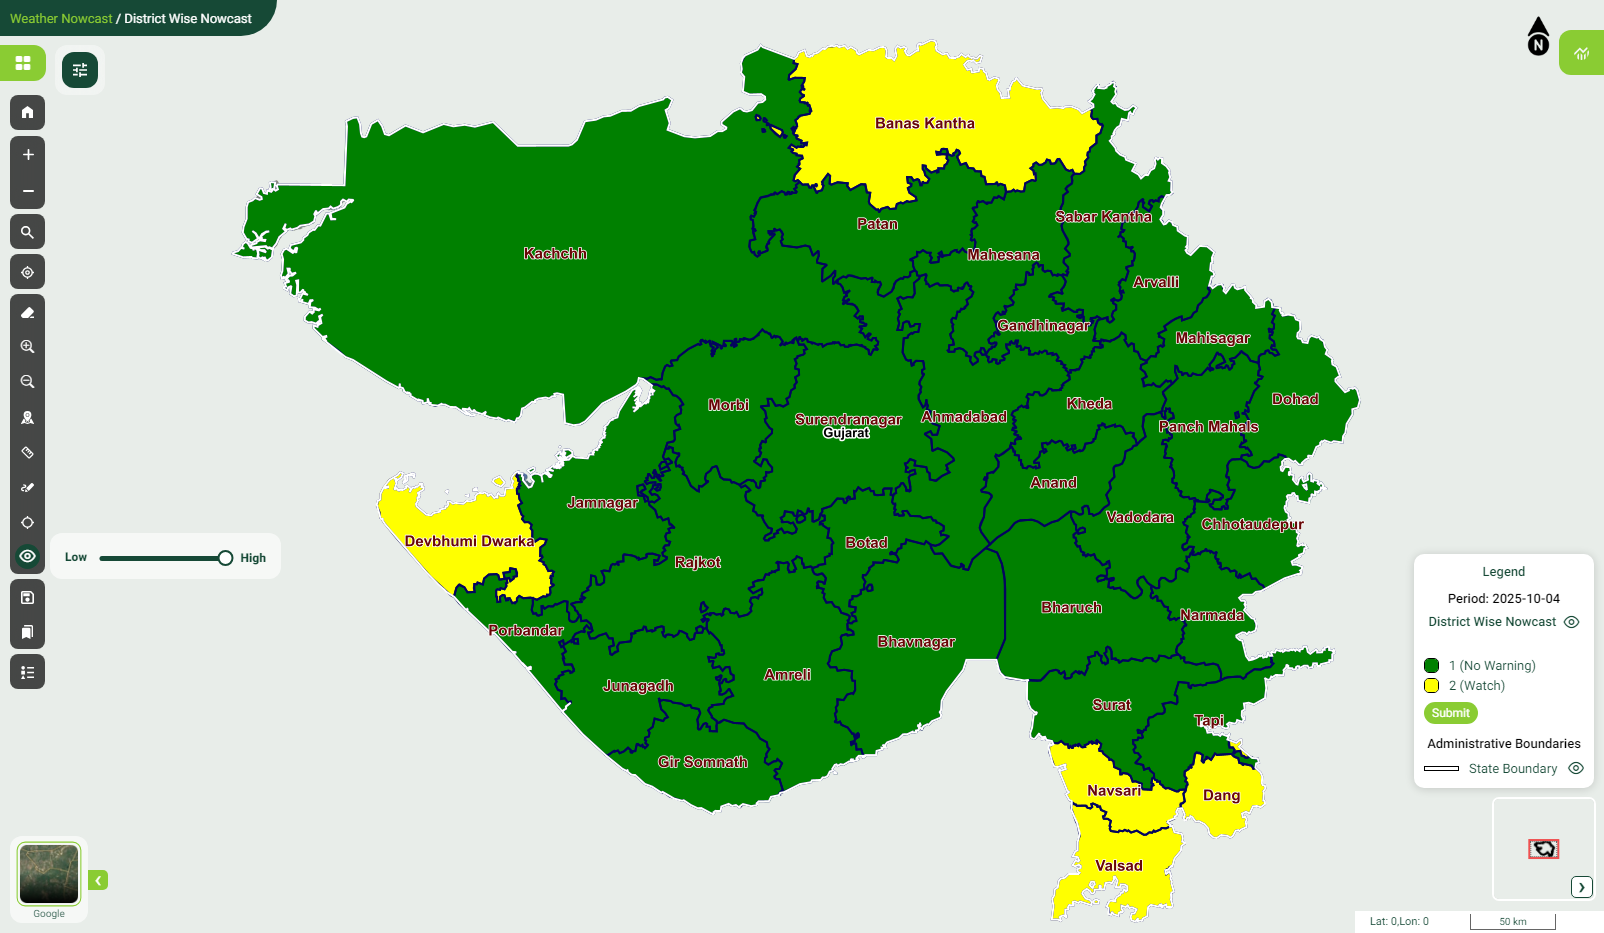 Weather Nowcast / District Wise Nowcast
N
Banas Kantha
Patan
Sabar Kantha
Kachchh
Mahesana
Arvalli
Gandhinagar
Mahisagar
Morbi
Surendranagar
Gujarat
Ahmadabad
Kheda
Dohad
Panch Mahals
Jamnagar
Anand
Vadodara
Chhotaudepur
Devbhumi Dwarka
Botad
Rajkot
Low
High
Porbandar
Bhavnagar
Bharuch
Narmada
Junagadh
Amreli
Surat
Tapi
Gir Somnath
Navsari
Dang
Valsad
Legend
Period: 2025-10-04
District Wise Nowcast
1 (No Warning)
2 (Watch)
Submit
Administrative Boundaries
State Boundary
Google
Lat: 0,Lon: 0
50 km